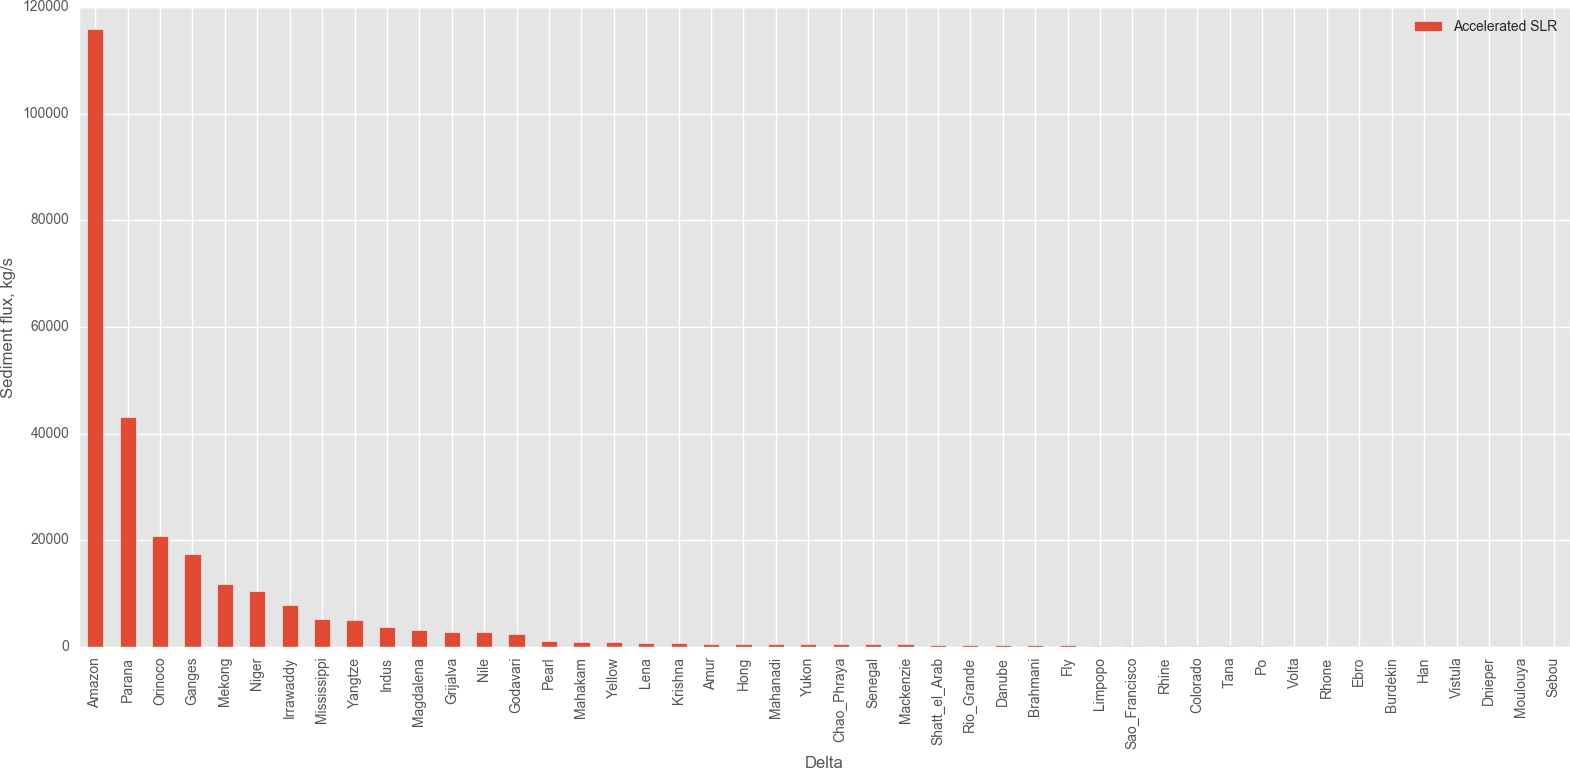 120000
100000
80000
60000
40000
20000
0
Sediment flux, kg/s
Accelerated SLR
Amazon
Parana
Orinoco
Ganges
Mekong
Niger
Irrawaddy
Mississippi
Yangtze
Indus
Magdalena
Grijalva
Nile
Godavari
Pearl
Mahakam
Yellow
Lena
Krishna
Amur
Hong
Mahanadi
Yukon
Chao_Phraya
Senegal
Mackenzie
Shatt_el_Arab
Rio_Grande
Danube
Brahmani
Fly
Limpopo
Sao_Francisco
Rhine
Colorado
Tana
Po
Volta
Rhone
Ebro
Burdekin
Han
Vistula
Dnieper
Moulouya
Sebou
Delta